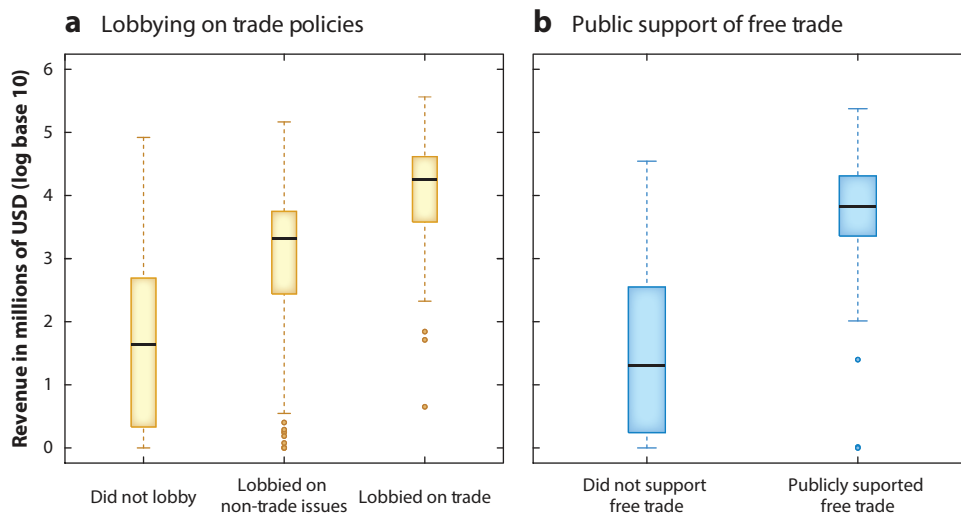 a Lobbying on trade policies
b Public support of free trade
Revenue in millions of USD (log base 10)
6
5
4
3
2
1
0
Did not lobby
Lobbied on
non-trade issues
Lobbied on trade
Did not support
free trade
Publicly suported
free trade